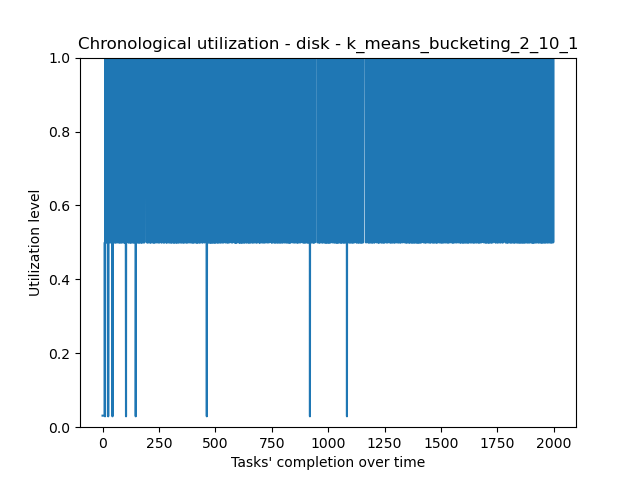 Chronological utilization - disk - k_means_bucketing_2_10_1
1.0
0.8
0.6
0.4
0.2
0.0
Utilization level
0 250 500 750 1000 1250 1500 1750 2000
Tasks' completion over time